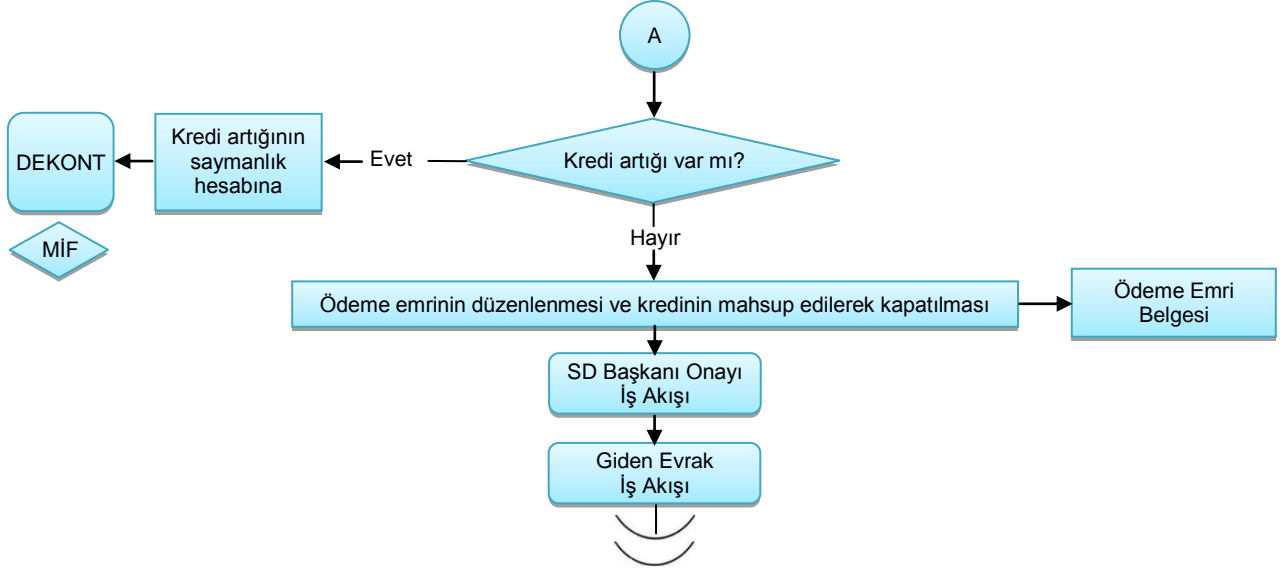 A
Kredi artığı var mı?
Evet
Kredi artığının
saymanlık
hesabına
DEKONT
MİF
Hayır
Ödeme emrinin düzenlenmesi ve kredinin mahsup edilerek kapatılması
Ödeme Emri
Belgesi
SD Başkanı Onayı
İş Akışı
Giden Evrak
İş Akışı